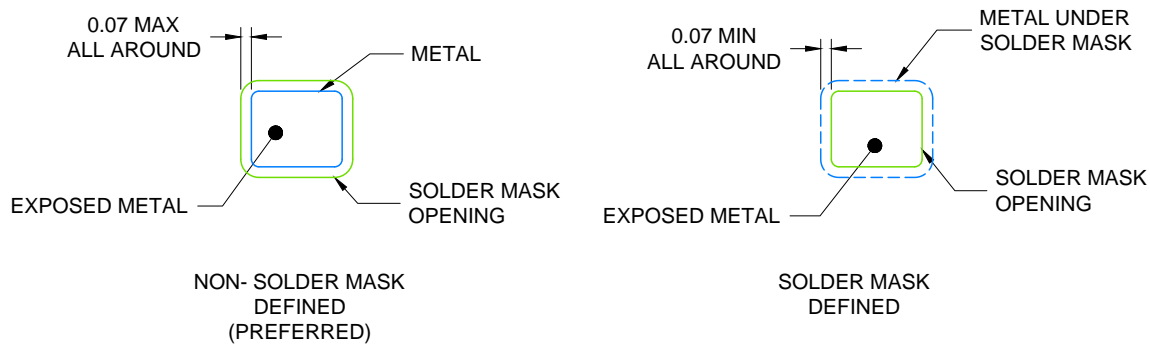 0.07 MAX
ALL AROUND
METAL
EXPOSED METAL
SOLDER MASK
OPENING
NON- SOLDER MASK
DEFINED
(PREFERRED)
0.07 MIN
ALL AROUND
METAL UNDER
SOLDER MASK
EXPOSED METAL
SOLDER MASK
OPENING
SOLDER MASK
DEFINED